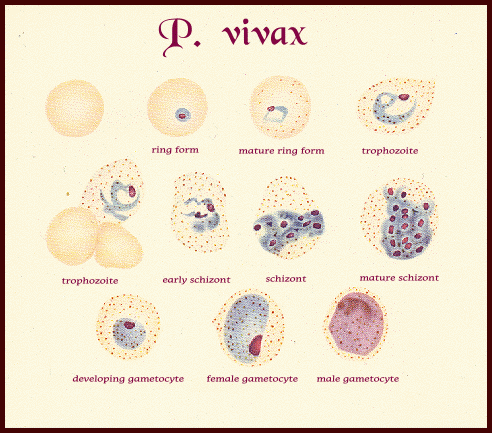 P. vivax
ring form
mature ring form
trophozoite
trophozoite
early schizont
schizont
mature schizont
developing gametocyte
female gametocyte
male gametocyte